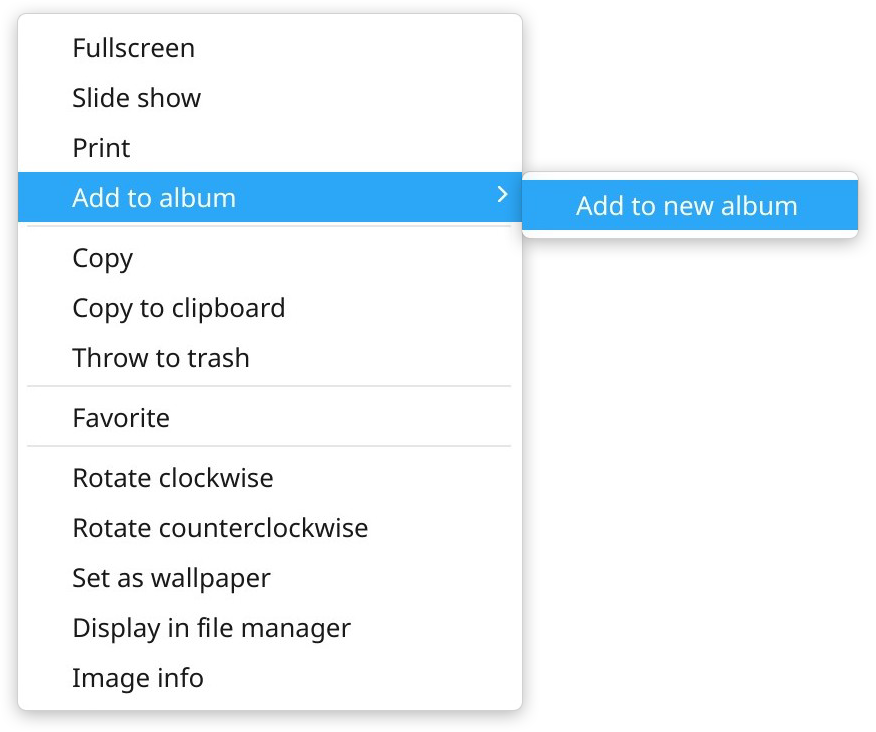 Fullscreen
Slide show
Print
Add to album
Add to new album
Copy
Copy to clipboard
Throw to trash
Favorite
Rotate clockwise
Rotate counterclockwise
Set as wallpaper
Display in file manager
Image info